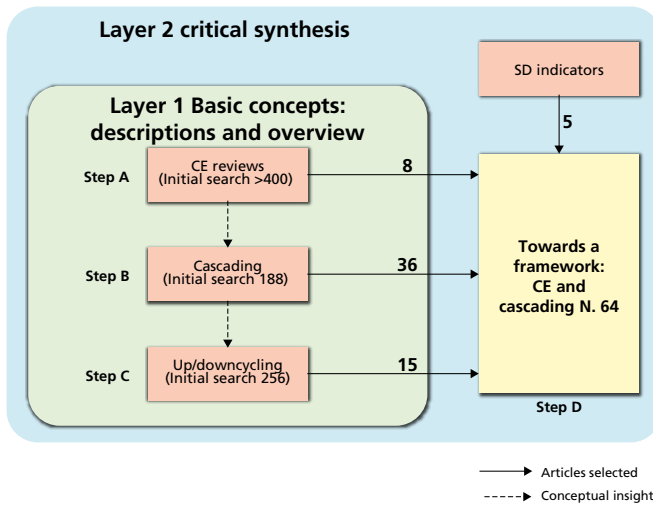 Layer 2 critical synthesis
SD indicators
5
Layer 1 Basic concepts:
descriptions and overview
Step A
CE reviews
(Initial search >400)
8
Step B
Cascading
(Initial search 188)
36
Step C
Up/downcycling
(Initial search 256)
15
Towards a
framework:
CE and
cascading N. 64
Step D
Articles selected
Conceptual insight